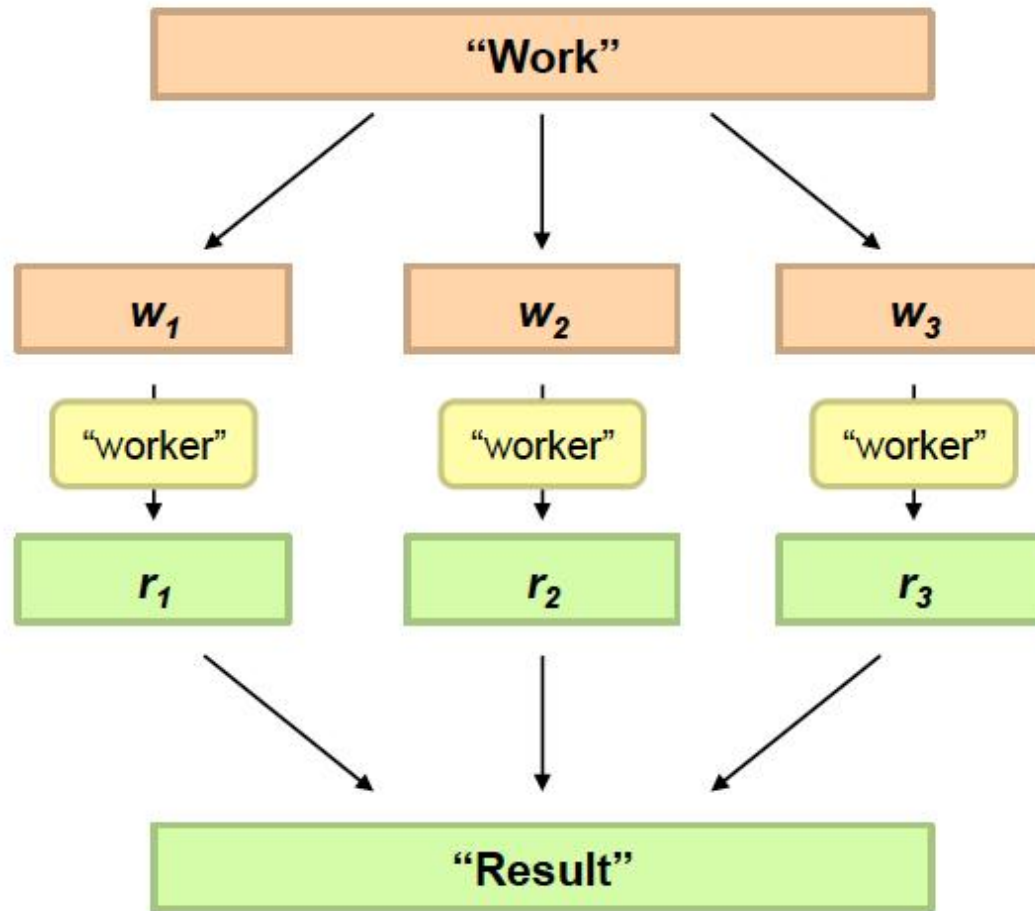 “Work”
w₁ w₂ w₃
“worker” “worker” “worker”
r₁ r₂ r₃
“Result”